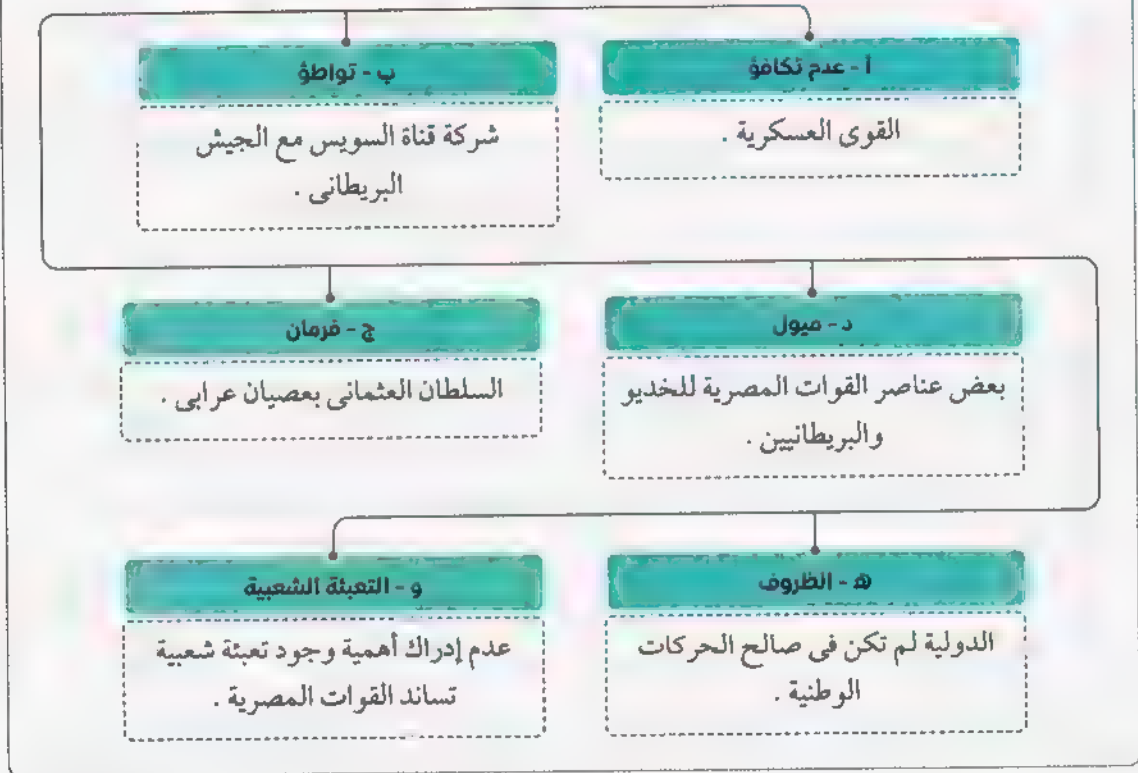 أ - عدم تكافؤ
القوى العسكرية .
ب - تواطؤ
شركة قناة السويس مع الجيش
البريطانى .
ج - فرمان
السلطان العثمانى بعصيان عرابى .
د - ميول
بعض عناصر القوات المصرية للخديو
والبريطانيين .
ه - الظروف
الدولية لم تكن فى صالح الحركات
الوطنية .
و - التعبئة الشعبية
عدم إدراك أهمية وجود تعبئة شعبية
تساند القوات المصرية .